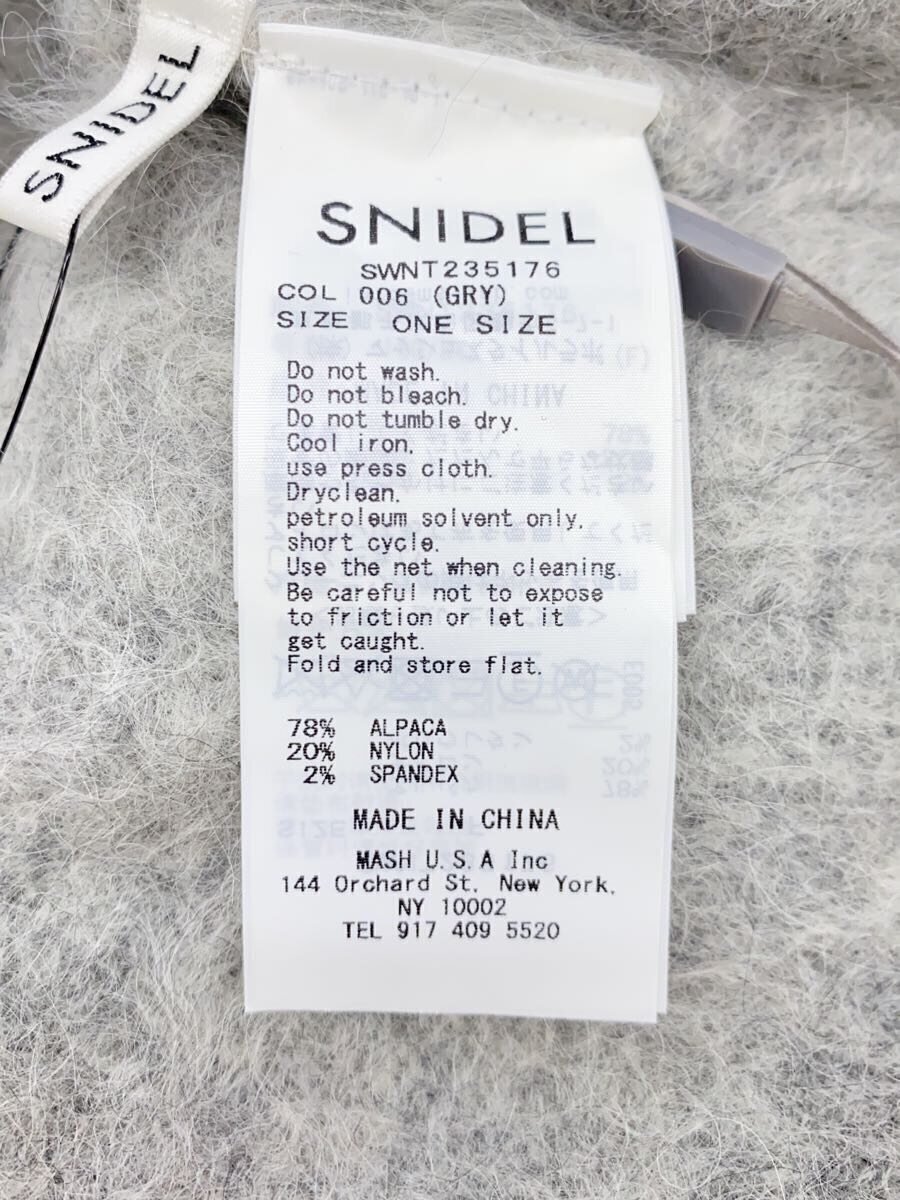 SNIDEL
SNIDEL
SWNT235176
COL 006 (GRY)
SIZE ONE SIZE
Do not wash.
Do not bleach.
Do not tumble dry.
Cool iron,
use press cloth.
Dryclean,
petroleum solvent only,
short cycle.
Use the net when cleaning.
Be careful not to expose
to friction or let it
get caught.
Fold and store flat.
78% ALPACA
20% NYLON
2% SPANDEX
MADE IN CHINA
MASH U.S.A Inc
144 Orchard St, New York,
NY 10002
TEL 917 409 5520